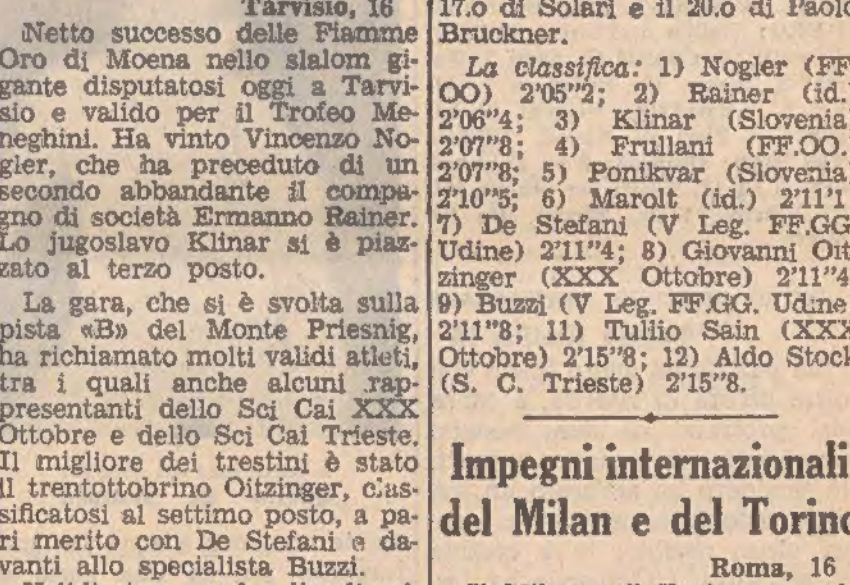 Tarvisio, 16
Netto successo delle Fiamme
Oro di Moena nello slalom gi-
gante disputatosi oggi a Tarvi-
sio e valido per il Trofeo Me-
neghini. Ha vinto Vincenzo No-
gler, che ha preceduto di un
secondo abbandante il compa-
gno di società Ermanno Rainer.
Lo jugoslavo Klinar si è piaz-
zato al terzo posto.
La gara, che si è svolta sulla
pista «B» del Monte Priesnig,
ha richiamato molti validi atleti,
tra i quali anche alcuni rap-
presentanti dello Sci Cai XXX
Ottobre e dello Sci Cai Trieste.
Il migliore dei trestini è stato
il trentottobrino Oitzinger, clas-
sificatosi al settimo posto, a pa-
ri merito con De Stefani e da-
vanti allo specialista Buzzi.
17.o di Solari e il 20.o di Paolo
Bruckner.
La classifica: 1) Nogler (FF.
OO) 2'05"2; 2) Rainer (id.)
2'06"4; 3) Klinar (Slovenia)
2'07"8; 4) Frullani (FF.OO.)
2'07"8; 5) Ponikvar (Slovenia)
2'10"5; 6) Marolt (id.) 2'11'1
7) De Stefani (V Leg. FF.GG.
Udine) 2'11"4; 8) Giovanni Oit-
zinger (XXX Ottobre) 2'11"4
9) Buzzi (V Leg. FF.GG. Udine)
2'11"8; 11) Tullio Sain (XXX
Ottobre) 2'15"8; 12) Aldo Stock
(S. C. Trieste) 2'15"8.
Impegni internazionali
del Milan e del Torino
Roma, 16